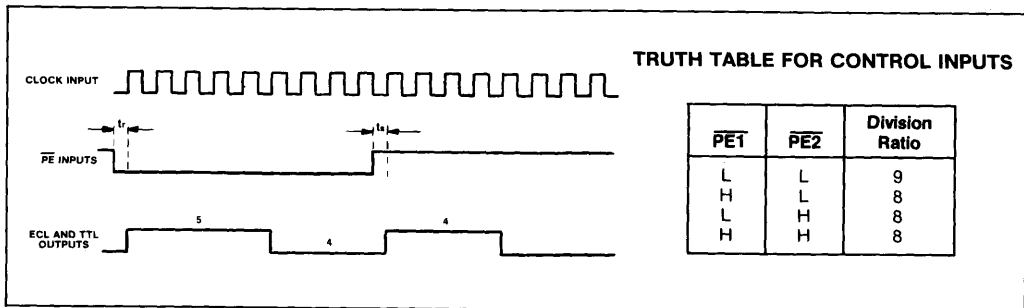 CLOCK INPUT
tr
ts
PE INPUTS
ECL AND TTL
OUTPUTS
5
4
4
TRUTH TABLE FOR CONTROL INPUTS
PE1 PE2 Division Ratio
L L 9
H L 8
L H 8
H H 8